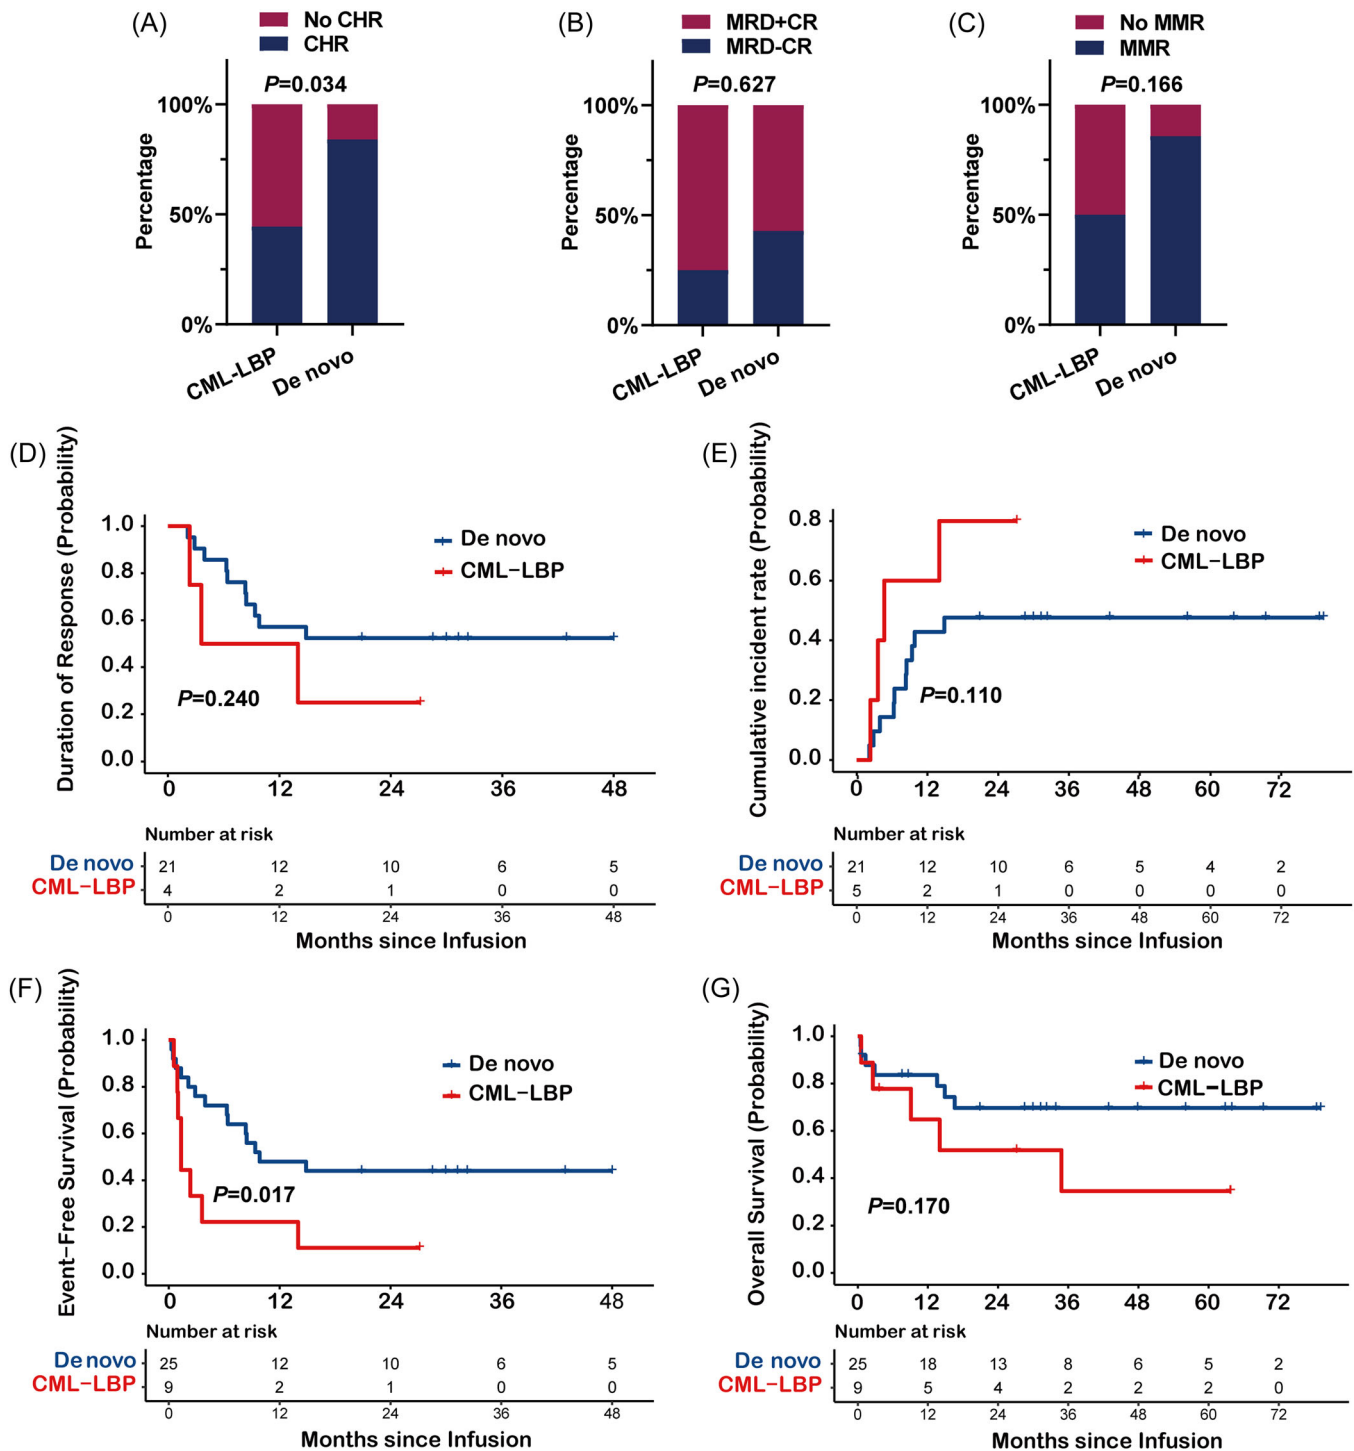 (A)
No CHR
CHR
P=0.034
100%
50%
0%
Percentage
CML-LBP
De novo
(B)
MRD+CR
MRD-CR
P=0.627
100%
50%
0%
Percentage
CML-LBP
De novo
(C)
No MMR
MMR
P=0.166
100%
50%
0%
Percentage
CML-LBP
De novo
(D)
Duration of Response (Probability)
1.0
0.8
0.6
0.4
0.2
0.0
De novo
CML-LBP
P=0.240
0 12 24 36 48
Number at risk
De novo 21 12 10 6 5
CML-LBP 4 2 1 0 0
0 12 24 36 48
Months since Infusion
(E)
Cumulative incident rate (Probability)
0.8
0.6
0.4
0.2
0.0
De novo
CML-LBP
P=0.110
0 12 24 36 48 60 72
Number at risk
De novo 21 12 10 6 5 4 2
CML-LBP 5 2 1 0 0 0 0
0 12 24 36 48 60 72
Months since Infusion
(F)
Event-Free Survival (Probability)
1.0
0.8
0.6
0.4
0.2
0.0
De novo
CML-LBP
P=0.017
0 12 24 36 48
Number at risk
De novo 25 12 10 6 5
CML-LBP 9 2 1 0 0
0 12 24 36 48
Months since Infusion
(G)
Overall Survival (Probability)
1.0
0.8
0.6
0.4
0.2
0.0
De novo
CML-LBP
P=0.170
0 12 24 36 48 60 72
Number at risk
De novo 25 18 13 8 6 5 2
CML-LBP 9 5 4 2 2 2 0
0 12 24 36 48 60 72
Months since Infusion